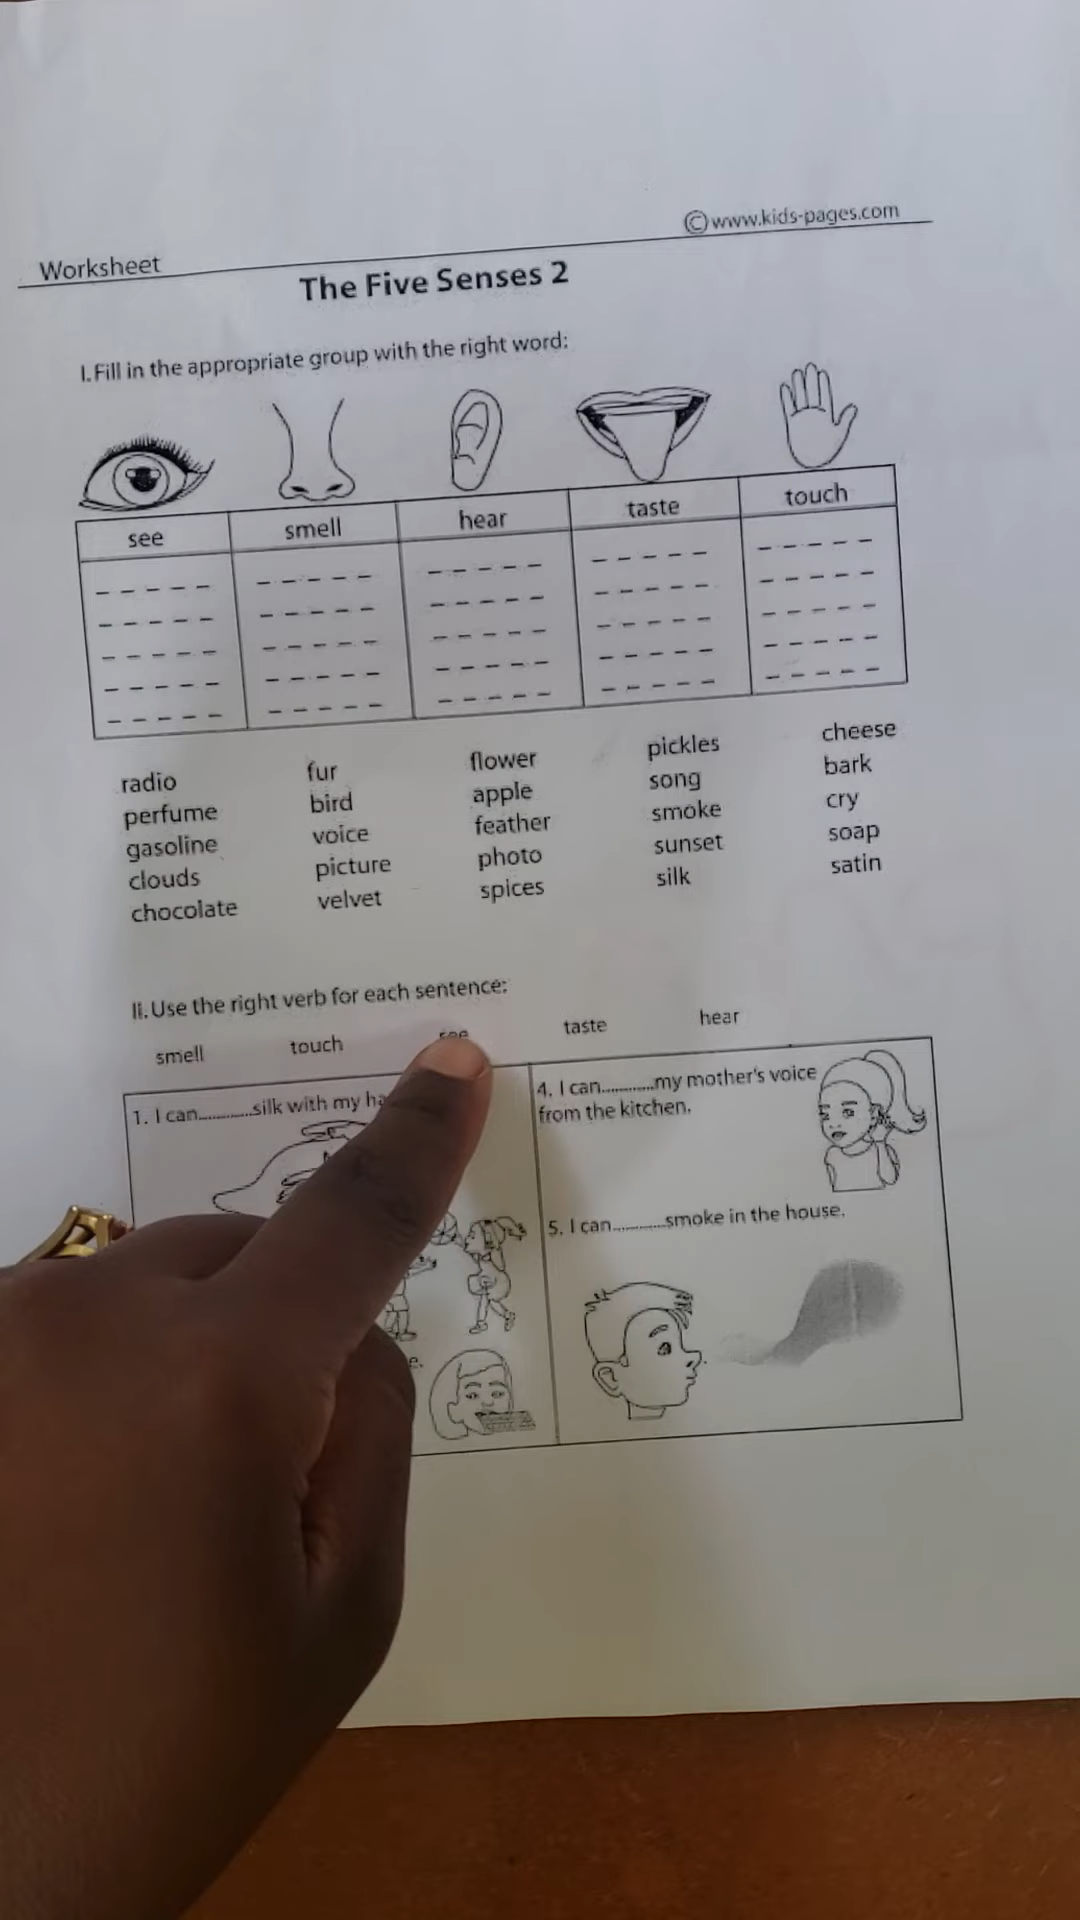 ©www.kids-pages.com
Worksheet
The Five Senses 2
I. Fill in the appropriate group with the right word:
see smell hear taste touch
radio fur flower pickles cheese
perfume bird apple song bark
gasoline voice feather smoke cry
clouds picture photo sunset soap
chocolate velvet spices silk satin
Ii. Use the right verb for each sentence:
smell touch see taste hear
1. I can.............silk with my
4. I can.............my mother's voice
from the kitchen.
5. I can.............smoke in the house.